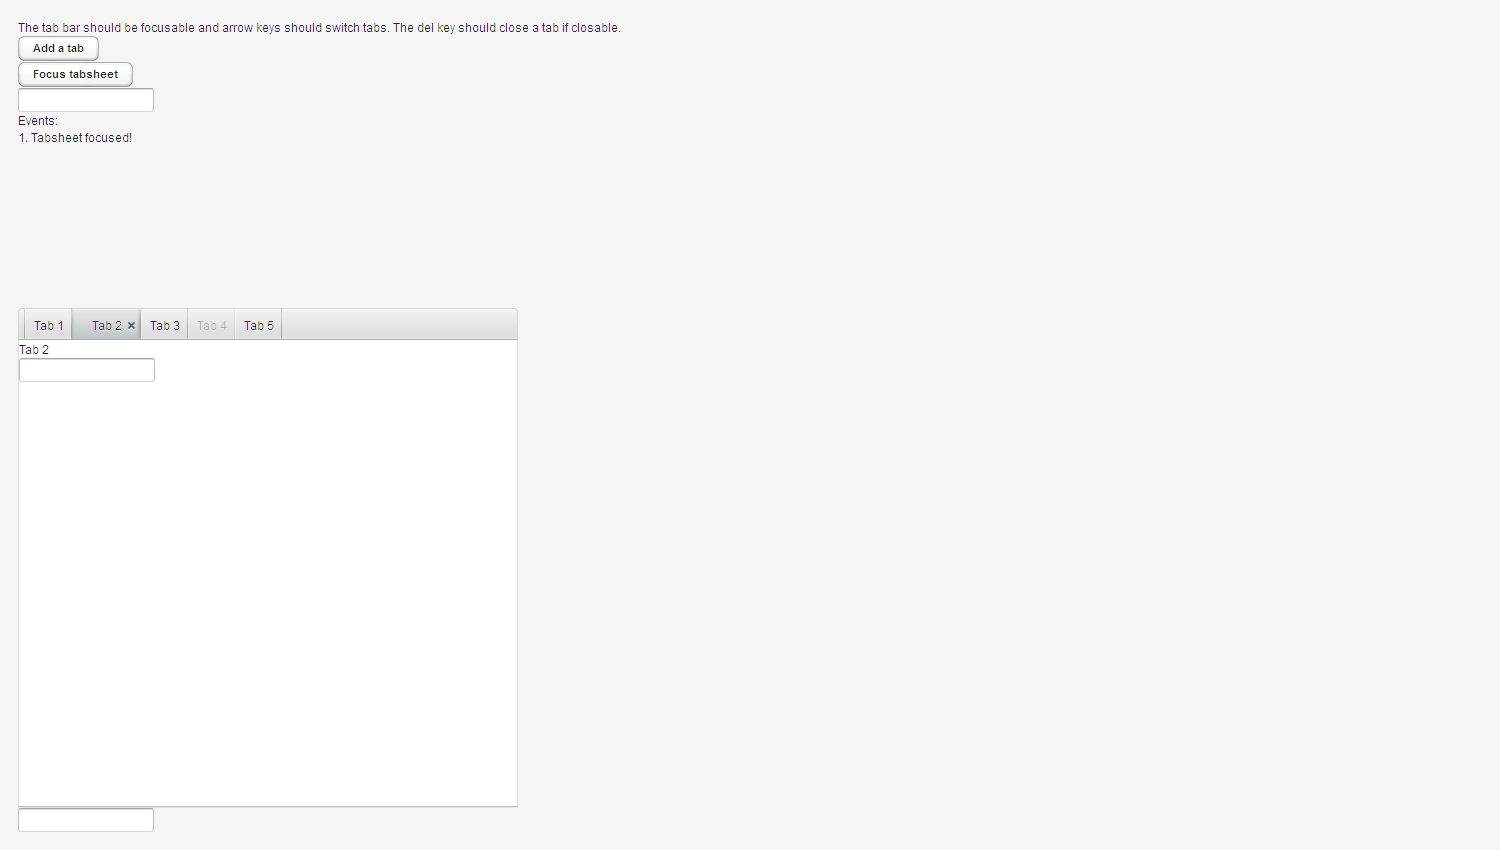 The tab bar should be focusable and arrow keys should switch tabs. The del key should close a tab if closable.
Add a tab
Focus tabsheet
Events:
1. Tabsheet focused!
Tab 1 Tab 2 × Tab 3 Tab 4 Tab 5
Tab 2